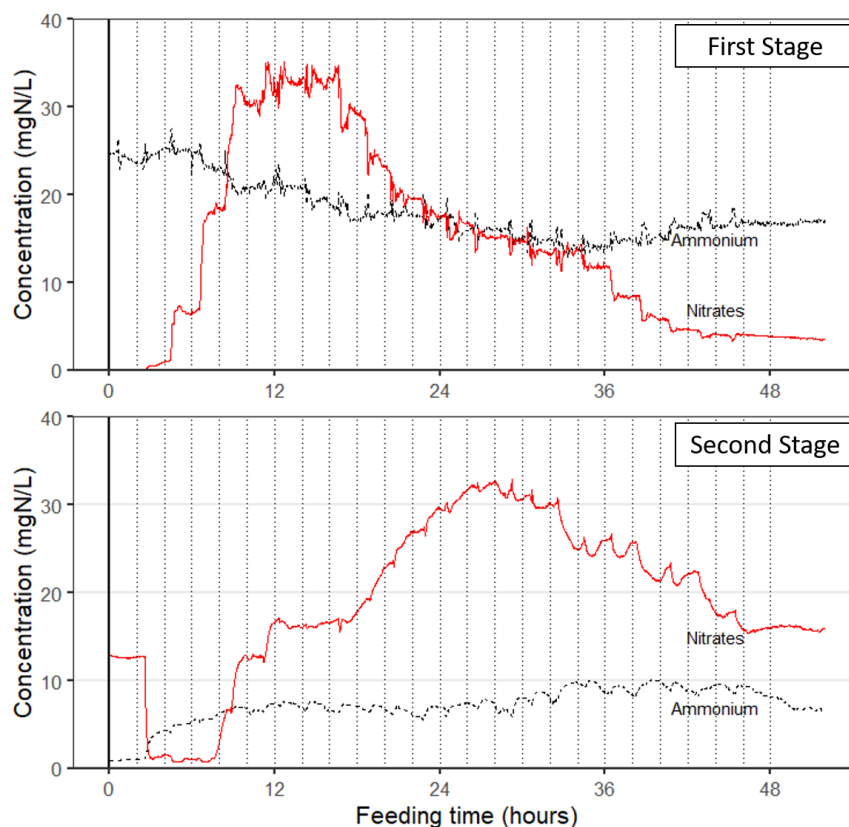 First Stage
Concentration (mgN/L)
40
30
20
10
0
Ammonium
Nitrates
0 12 24 36 48
Second Stage
Concentration (mgN/L)
40
30
20
10
0
Nitrates
Ammonium
0 12 24 36 48
Feeding time (hours)